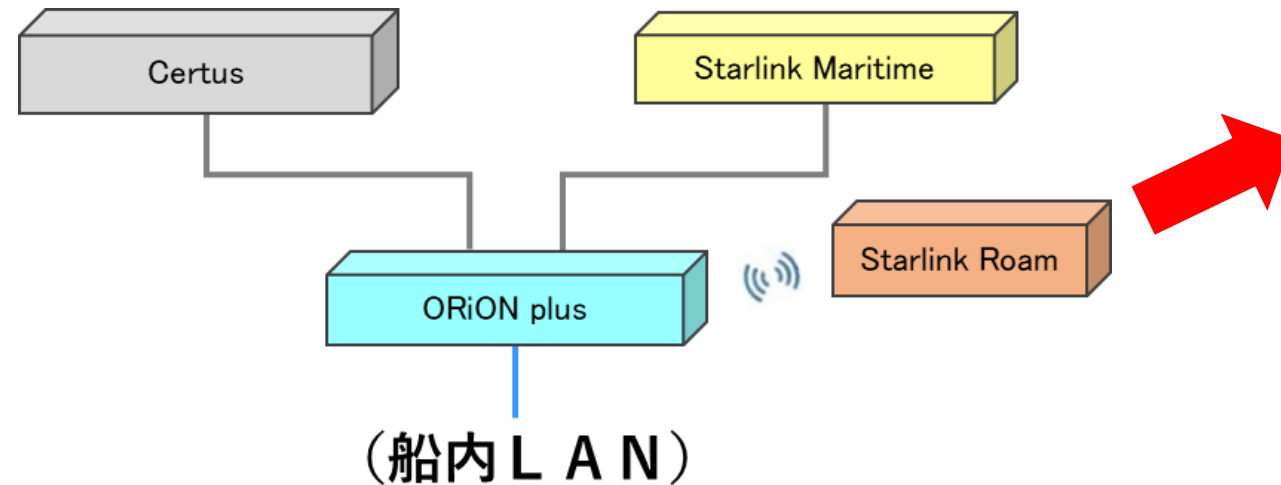 Certus
Starlink Maritime
Starlink Roam
ORiON plus
（船内ＬＡＮ）